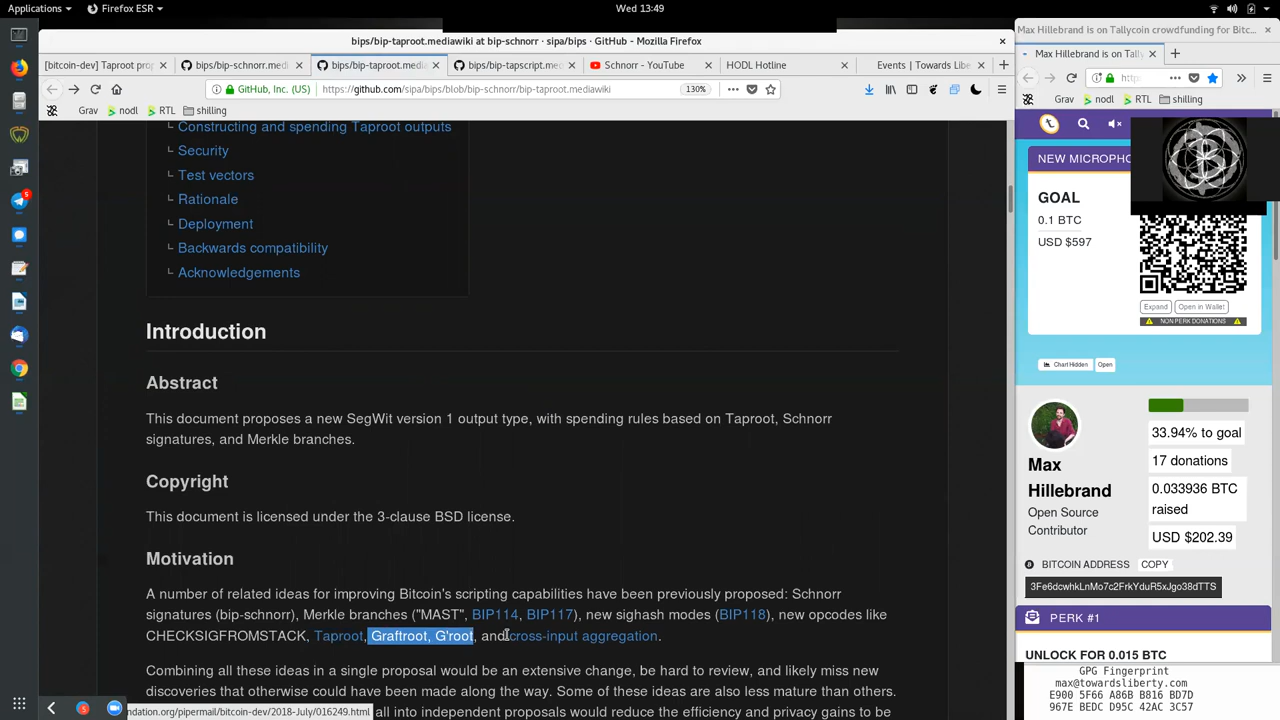 Applications
Firefox ESR
Wed 13:49
bips/bip-taproot.mediawiki at bip-schnorr · sipa/bips · GitHub - Mozilla Firefox
[bitcoin-dev] Taproot prop
bips/bip-schnorr.mediawi
bips/bip-taproot.mediawi
bips/bip-tapscript.mediaw
Schnorr - YouTube
HODL Hotline
Events | Towards Libe
GitHub, Inc. (US)
https://github.com/sipa/bips/blob/bip-schnorr/bip-taproot.mediawiki
130%
Grav
nodl
RTL
shilling
Constructing and spending Taproot outputs
Security
Test vectors
Rationale
Deployment
Backwards compatibility
Acknowledgements
Introduction
Abstract
This document proposes a new SegWit version 1 output type, with spending rules based on Taproot, Schnorr
signatures, and Merkle branches.
Copyright
This document is licensed under the 3-clause BSD license.
Motivation
A number of related ideas for improving Bitcoin's scripting capabilities have been previously proposed: Schnorr
signatures (bip-schnorr), Merkle branches ("MAST", BIP114, BIP117), new sighash modes (BIP118), new opcodes like
CHECKSIGFROMSTACK, Taproot, Graftroot, G'root, and cross-input aggregation.
Combining all these ideas in a single proposal would be an extensive change, be hard to review, and likely miss new
discoveries that otherwise could have been made along the way. Some of these ideas are also less mature than others.
all into independent proposals would reduce the efficiency and privacy gains to be
ndation.org/pipermail/bitcoin-dev/2018-July/016249.html
5
Max Hillebrand is on Tallycoin crowdfunding for Bitc...
Max Hillebrand is on Tally
http:
Grav
nodl
RTL
shilling
NEW MICROPHO
GOAL
0.1 BTC
USD $597
Expand
Open in Wallet
NON PERK DONATIONS
Chart Hidden
Open
Max
Hillebrand
Open Source
Contributor
33.94% to goal
17 donations
0.033936 BTC
raised
USD $202.39
BITCOIN ADDRESS
COPY
3Fe6dcwhkLnMo7c2FrkYduR5xJgo38dTTS
PERK #1
UNLOCK FOR 0.015 BTC
GPG Fingerprint
max@towardsliberty.com
E900 5F66 A86B B816 BD7D
967E BEDC D95C 42AC 3C57